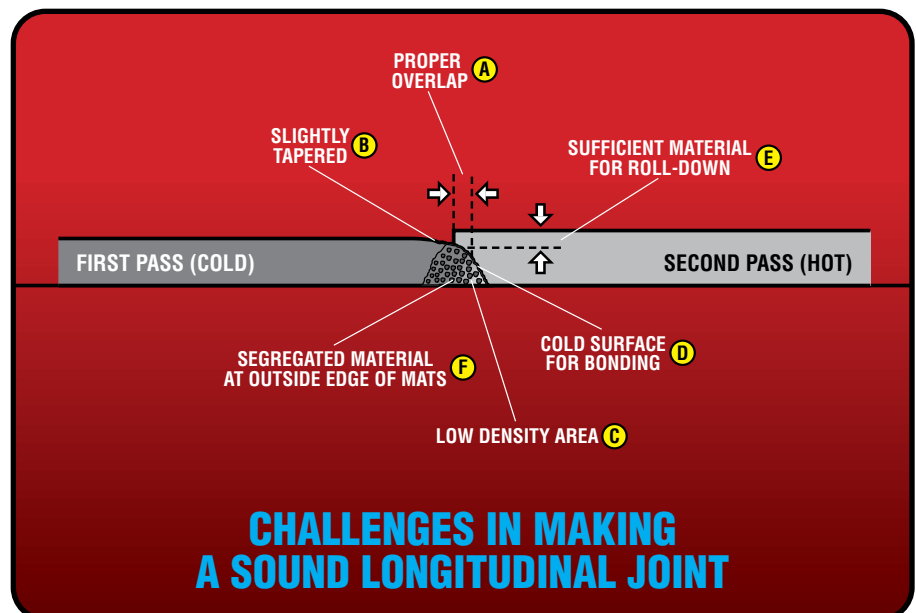 PROPER
OVERLAP A
SLIGHTLY
TAPERED B
SUFFICIENT MATERIAL
FOR ROLL-DOWN E
FIRST PASS (COLD)
SECOND PASS (HOT)
SEGREGATED MATERIAL
AT OUTSIDE EDGE OF MATS F
COLD SURFACE
FOR BONDING D
LOW DENSITY AREA C
CHALLENGES IN MAKING
A SOUND LONGITUDINAL JOINT